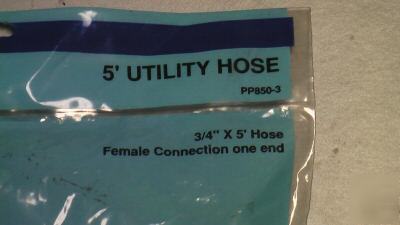 5' UTILITY HOSE
PP850-3
3/4" X 5' Hose
Female Connection one end